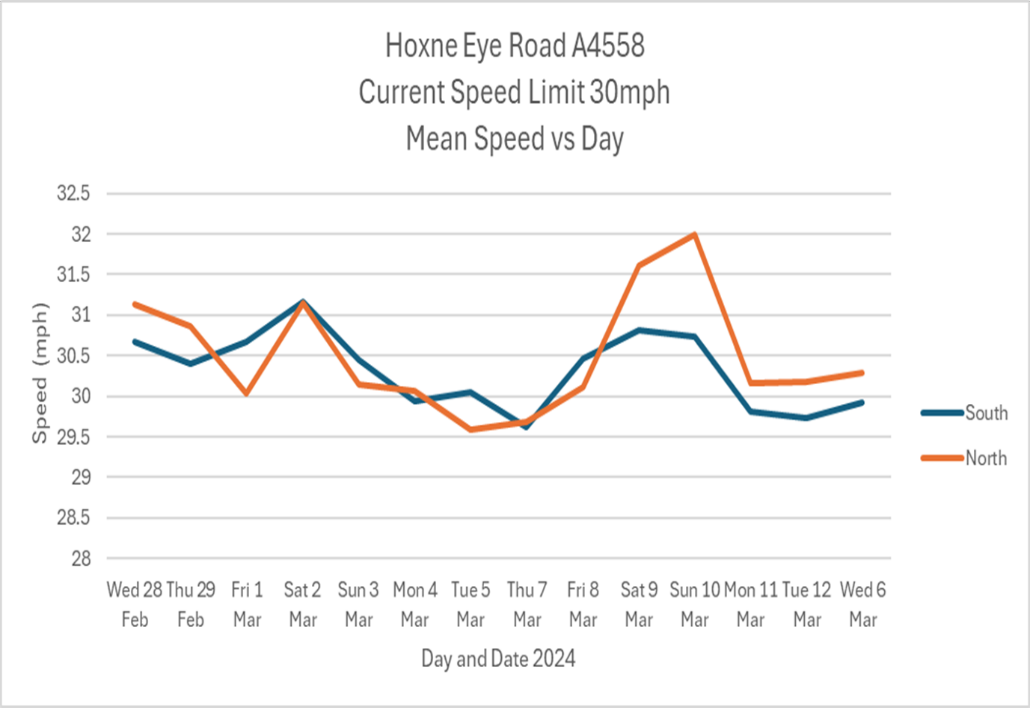 Hoxne Eye Road A4558
Current Speed Limit 30mph
Mean Speed vs Day
32.5
32
31.5
31
30.5
30
29.5
29
28.5
28
Speed (mph)
South
North
Wed 28 Thu 29 Fri 1 Sat 2 Sun 3 Mon 4 Tue 5 Thu 7 Fri 8 Sat 9 Sun 10 Mon 11 Tue 12 Wed 6
Feb Feb Mar Mar Mar Mar Mar Mar Mar Mar Mar Mar Mar Mar
Day and Date 2024